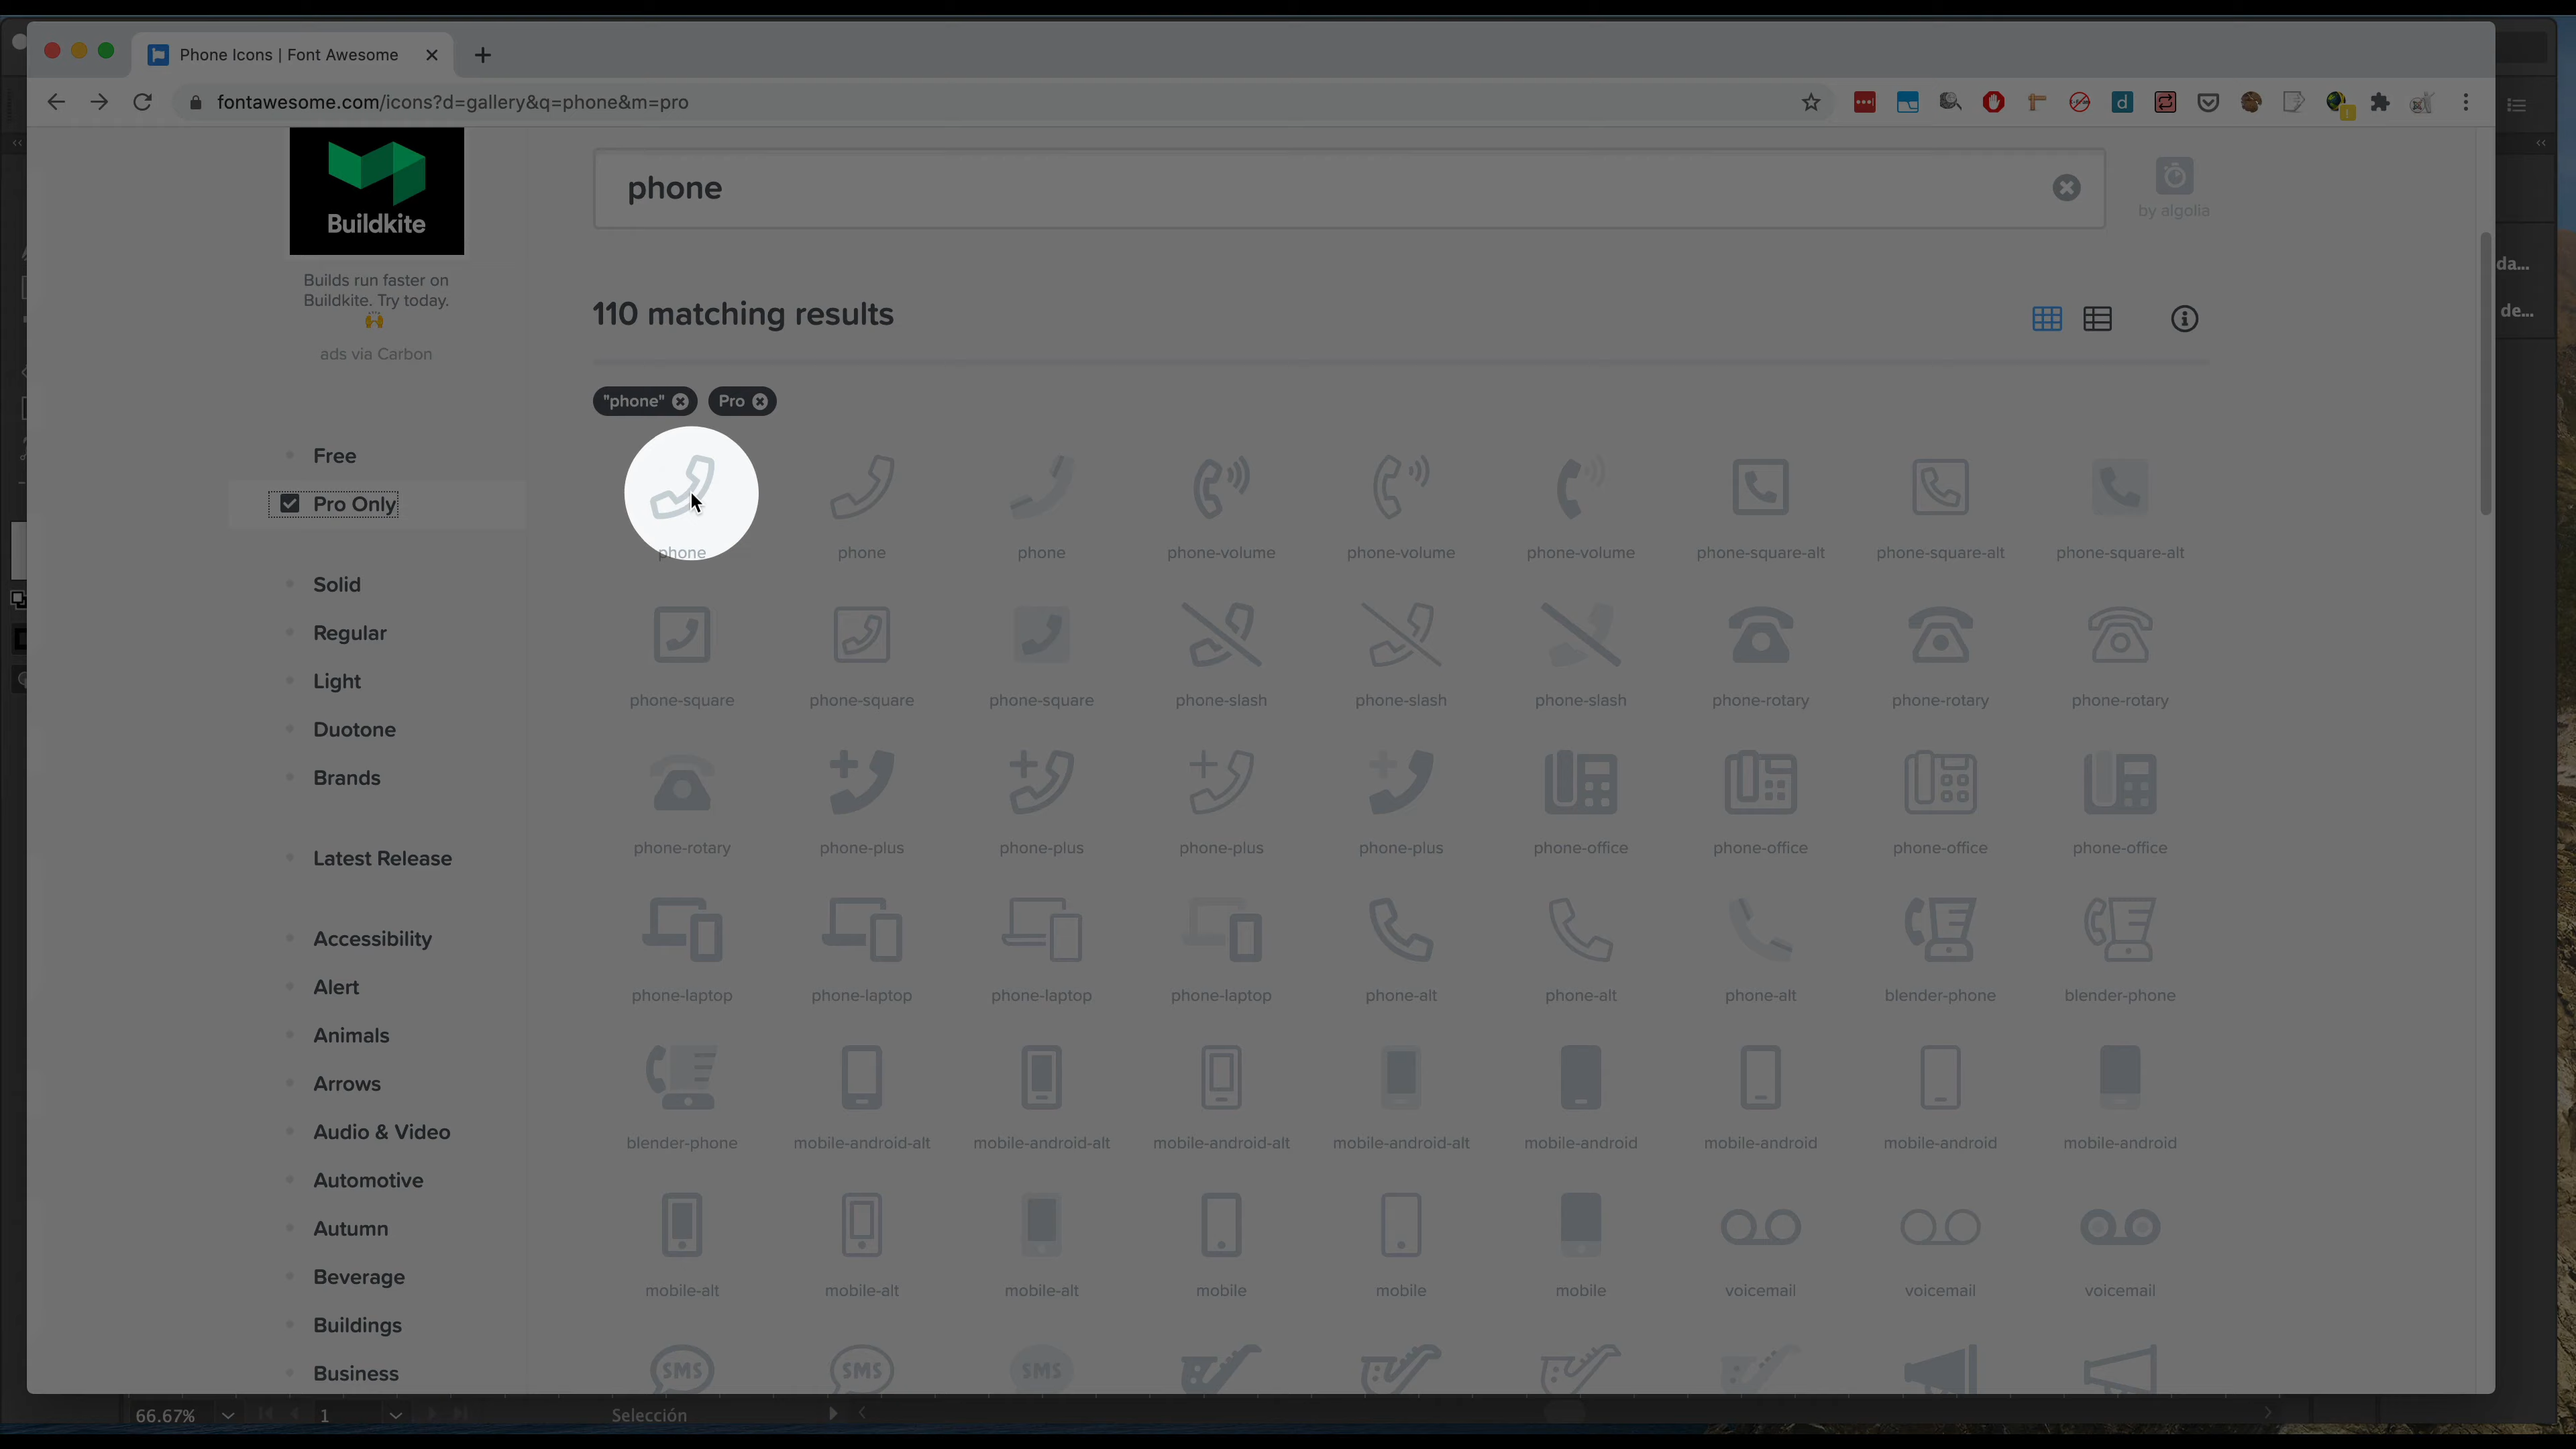 Phone Icons | Font Awesome
fontawesome.com/icons?d=gallery&q=phone&m=pro
Buildkite
Builds run faster on
Buildkite. Try today.
🙌
ads via Carbon
Free
Pro Only
Solid
Regular
Light
Duotone
Brands
Latest Release
Accessibility
Alert
Animals
Arrows
Audio & Video
Automotive
Autumn
Beverage
Buildings
Business
phone
by algolia
110 matching results
"phone" Pro
phone phone phone phone-volume phone-volume phone-volume phone-square-alt phone-square-alt phone-square-alt
phone-square phone-square phone-square phone-slash phone-slash phone-slash phone-rotary phone-rotary phone-rotary
phone-rotary phone-plus phone-plus phone-plus phone-plus phone-office phone-office phone-office phone-office
phone-laptop phone-laptop phone-laptop phone-laptop phone-alt phone-alt phone-alt blender-phone blender-phone
blender-phone mobile-android-alt mobile-android-alt mobile-android-alt mobile-android-alt mobile-android mobile-android mobile-android mobile-android
mobile-alt mobile-alt mobile-alt mobile mobile mobile voicemail voicemail voicemail
SMS SMS SMS
da...
de...
66.67% 1 Selección